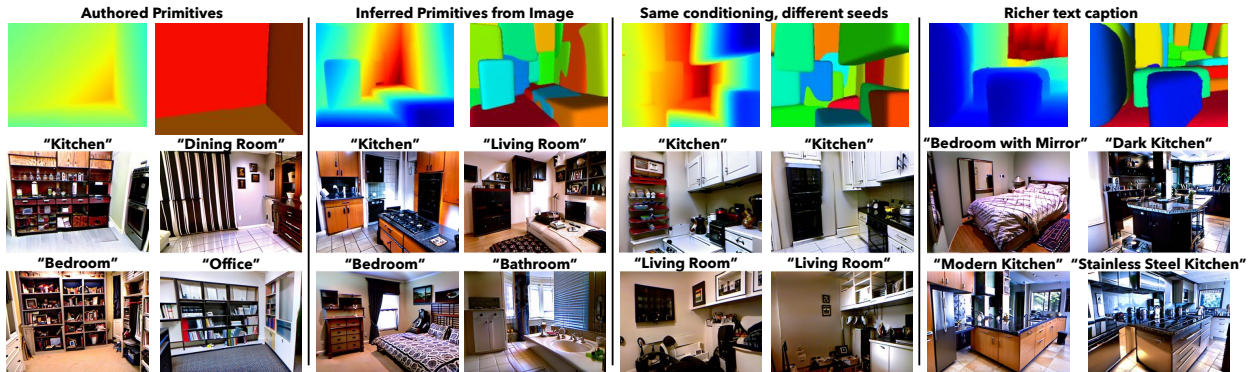 Authored Primitives
Inferred Primitives from Image
Same conditioning, different seeds
Richer text caption
“Kitchen” “Dining Room”
“Kitchen” “Living Room”
“Kitchen” “Kitchen”
“Bedroom with Mirror” “Dark Kitchen”
“Bedroom” “Office”
“Bedroom” “Bathroom”
“Living Room” “Living Room”
“Modern Kitchen” “Stainless Steel Kitchen”